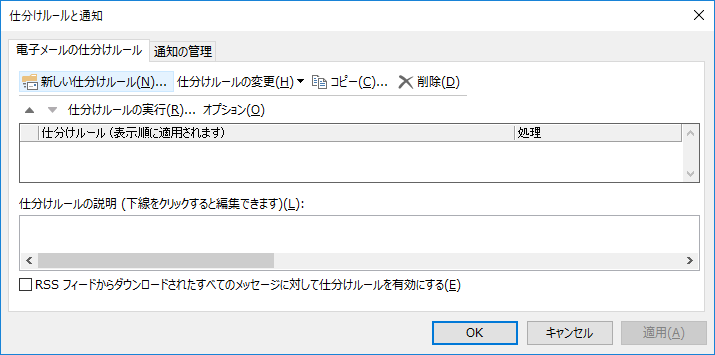 仕分けルールと通知
電子メールの仕分けルール 通知の管理
新しい仕分けルール(N)... 仕分けルールの変更(H) コピー(C)... 削除(D)
仕分けルールの実行(R)... オプション(O)
仕分けルール (表示順に適用されます) 処理
仕分けルールの説明 (下線をクリックすると編集できます)(L):
RSS フィードからダウンロードされたすべてのメッセージに対して仕分けルールを有効にする(E)
OK キャンセル 適用(A)